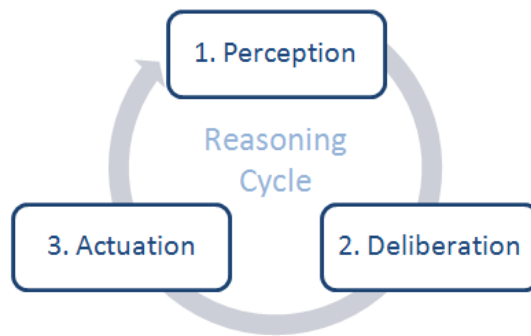 1. Perception
Reasoning
Cycle
3. Actuation
2. Deliberation